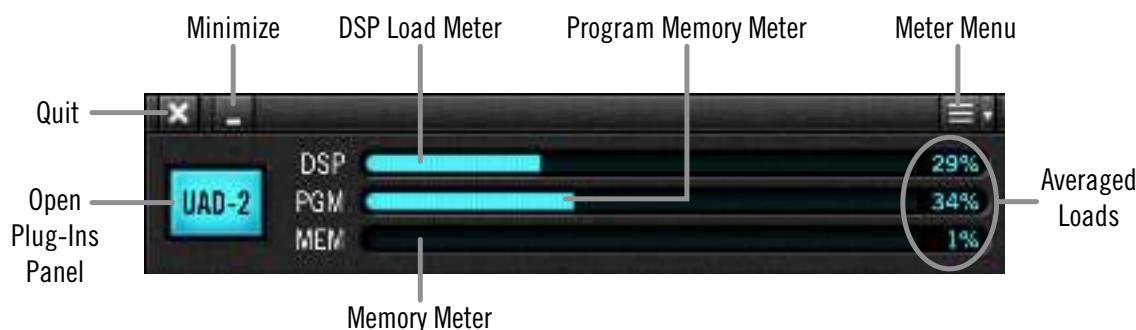 Minimize
DSP Load Meter
Program Memory Meter
Meter Menu
Quit
DSP
29%
Open
Plug-Ins
Panel
UAD-2
PGM
34%
Averaged
Loads
MEM
1%
Memory Meter